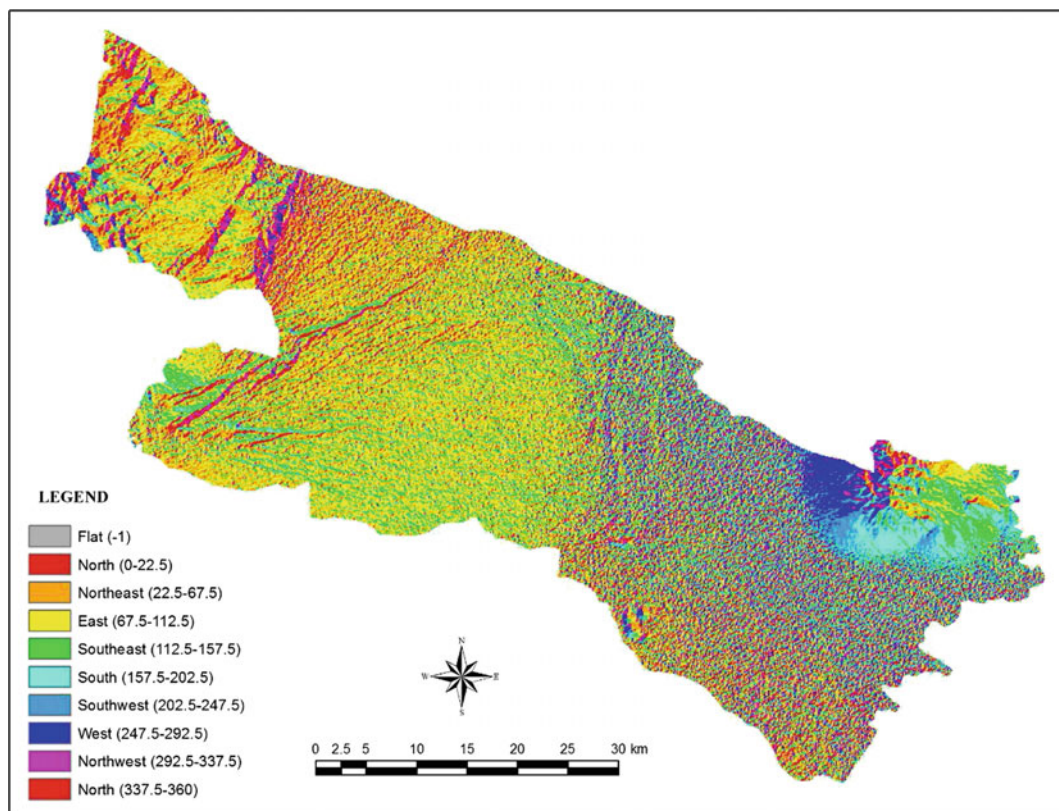 LEGEND
Flat (-1)
North (0-22.5)
Northeast (22.5-67.5)
East (67.5-112.5)
Southeast (112.5-157.5)
South (157.5-202.5)
Southwest (202.5-247.5)
West (247.5-292.5)
Northwest (292.5-337.5)
North (337.5-360)
N
W E
S
0 2.5 5 10 15 20 25 30 km